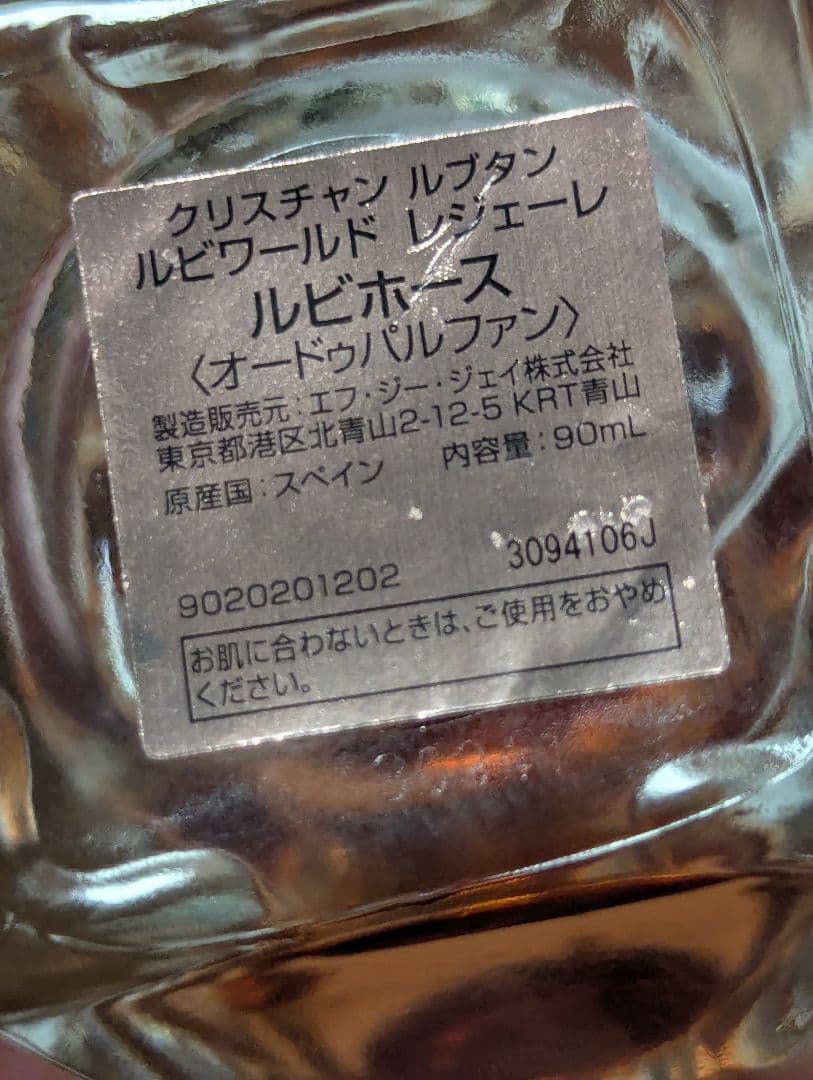 クリスチャン ルブタン
ルビワールド レジェーレ
ルビホース
〈オードゥパルファン〉
製造販売元：エフ・ジー・ジェイ株式会社
東京都港区北青山2-12-5 KRT青山
原産国：スペイン 内容量：90mL
9020201202 3094106J
お肌に合わないときは、ご使用をおやめ
ください。